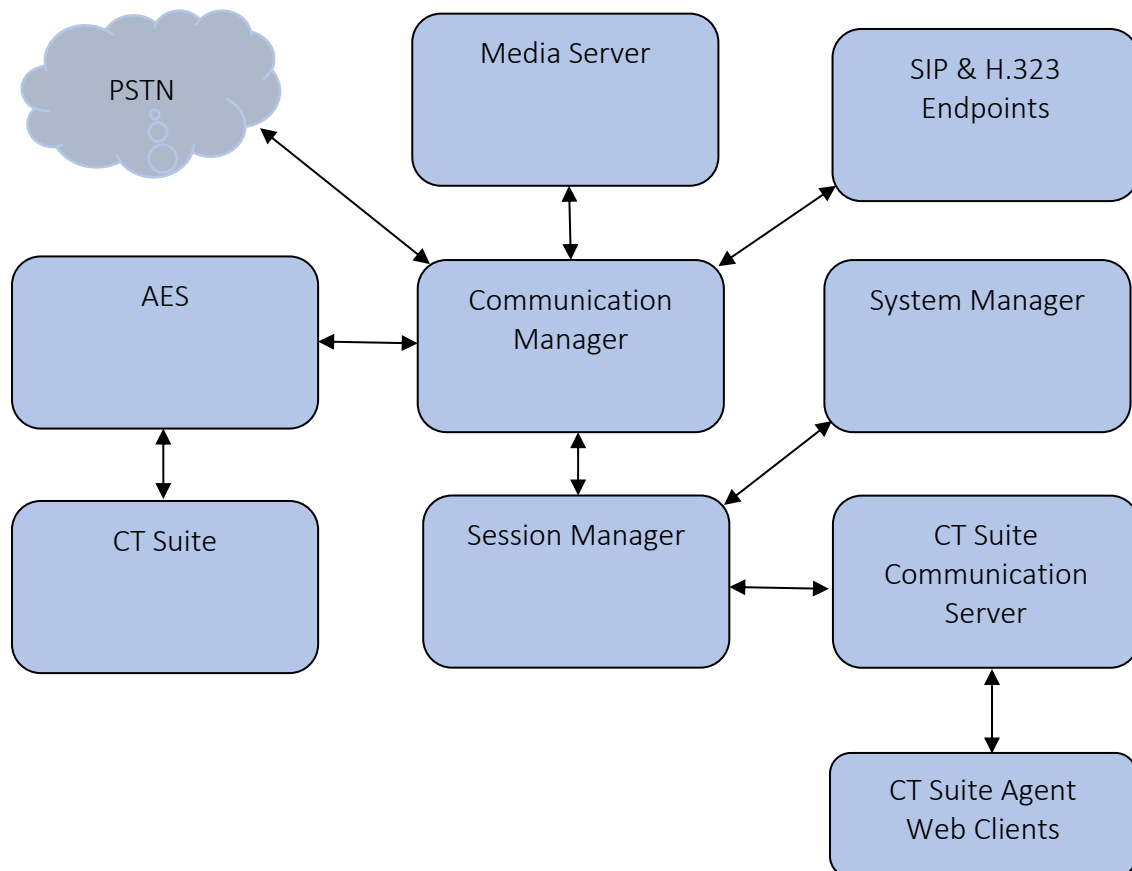 PSTN
Media Server
SIP & H.323
Endpoints
AES
Communication
Manager
System Manager
CT Suite
Session Manager
CT Suite
Communication
Server
CT Suite Agent
Web Clients